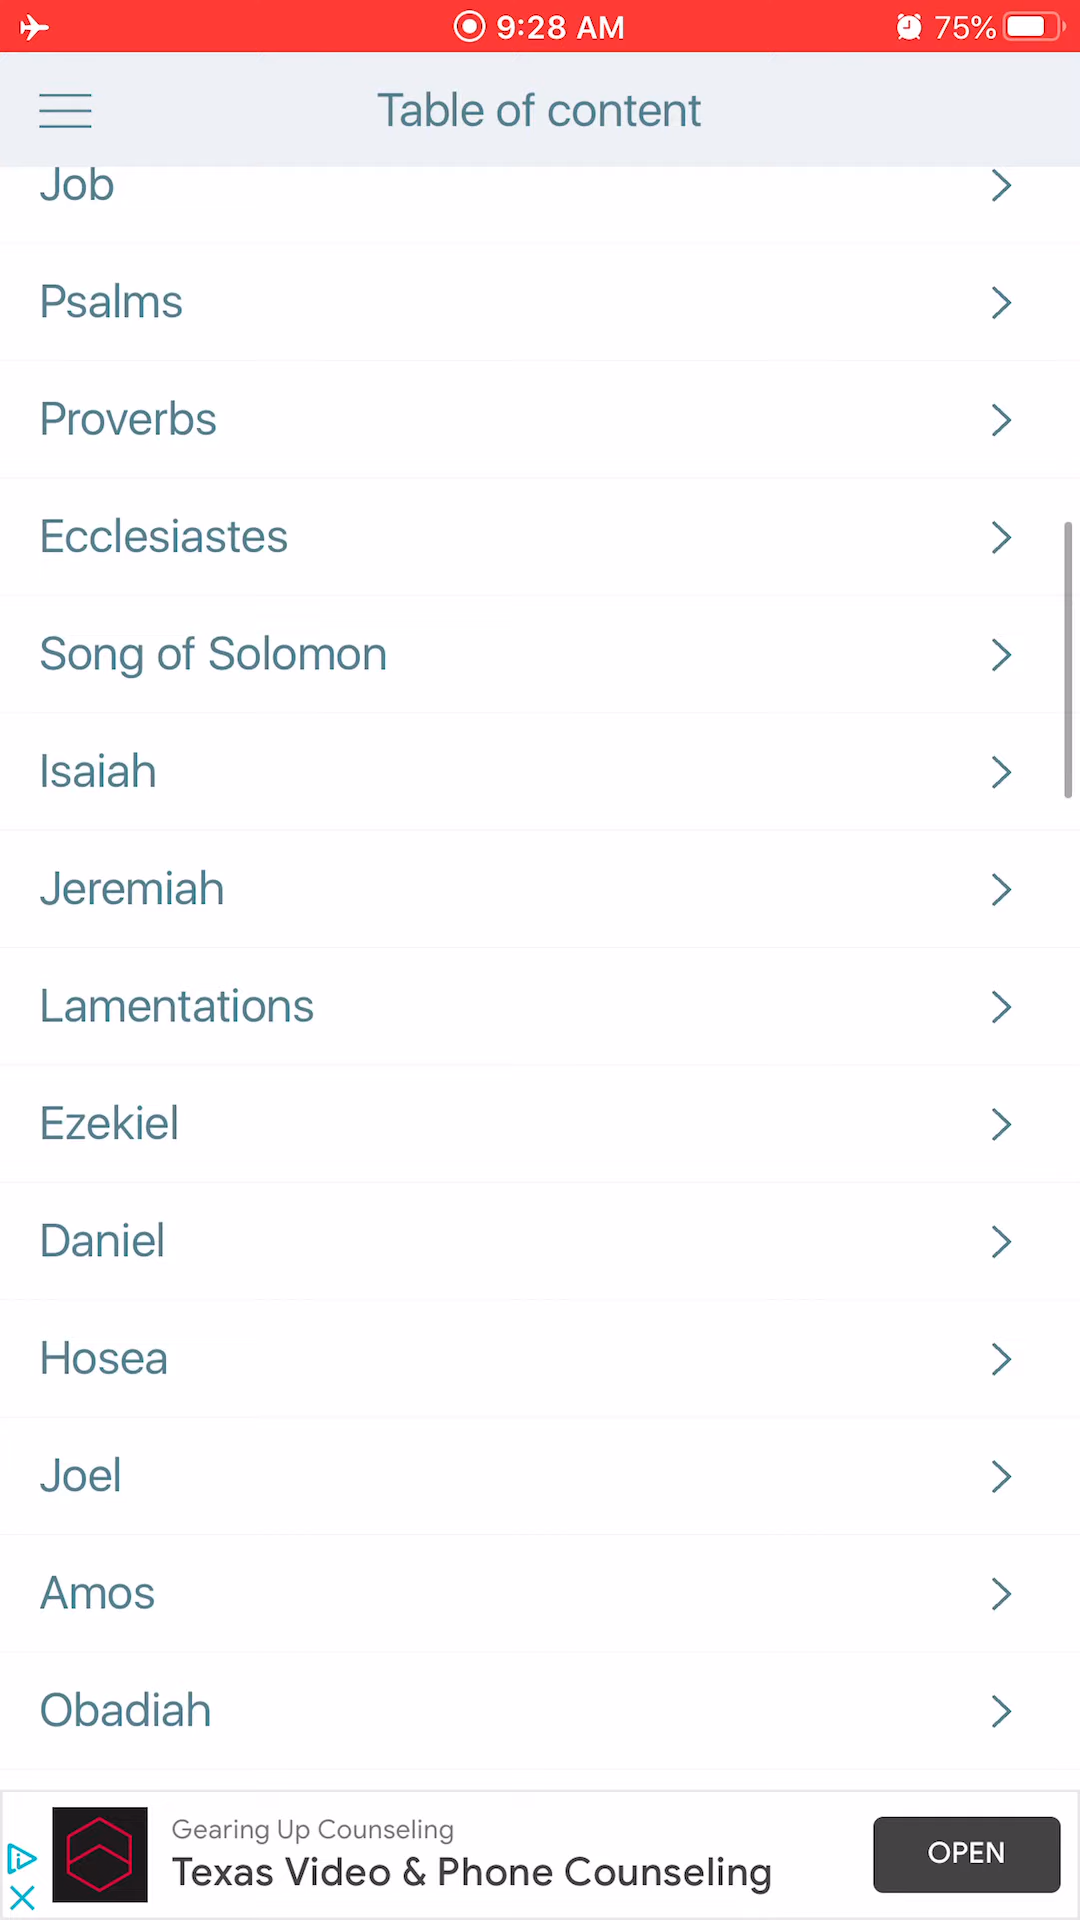 9:28 AM
75%
Table of content
Job
Psalms
Proverbs
Ecclesiastes
Song of Solomon
Isaiah
Jeremiah
Lamentations
Ezekiel
Daniel
Hosea
Joel
Amos
Obadiah
Gearing Up Counseling
Texas Video & Phone Counseling
OPEN